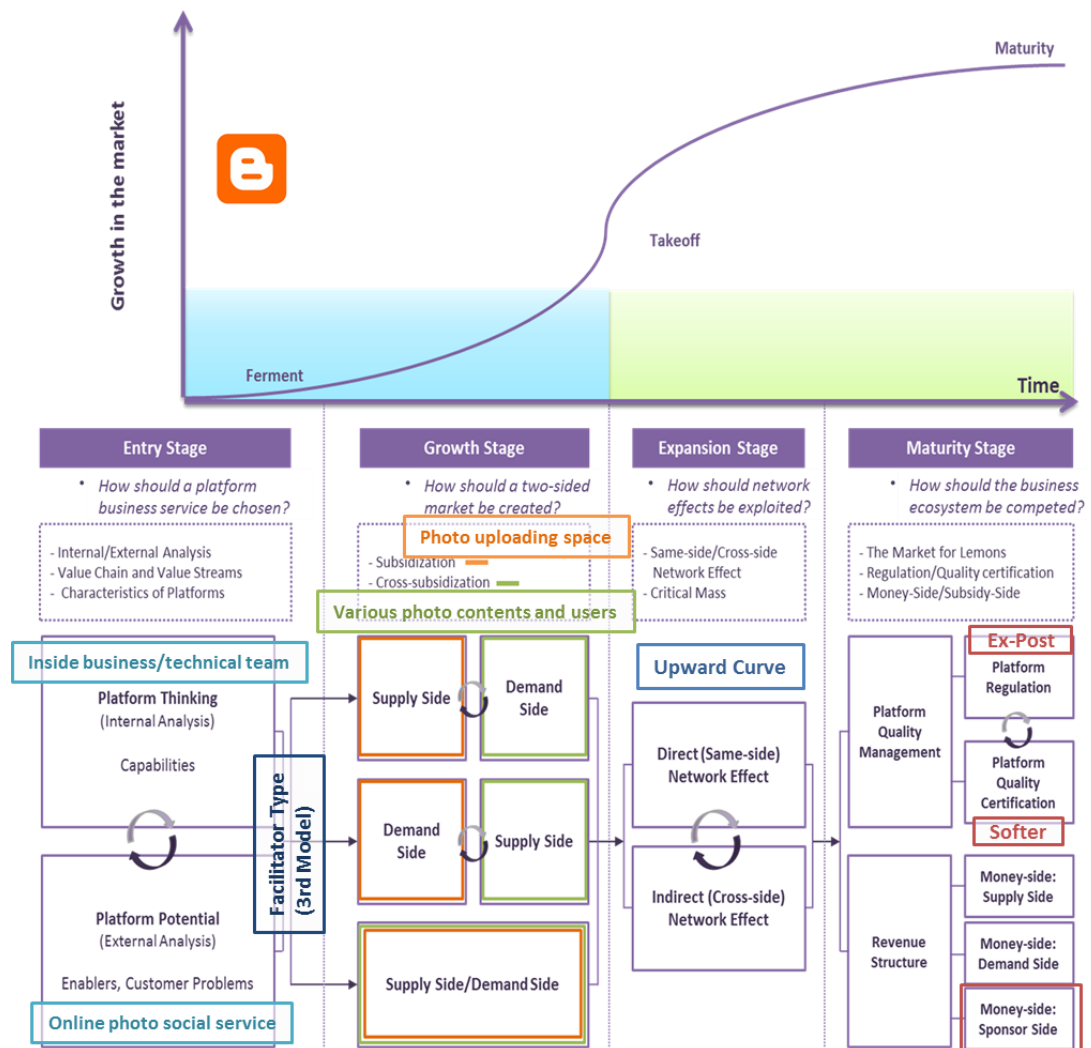 Growth in the market
Maturity
Takeoff
Ferment
Time
Entry Stage
• How should a platform
business service be chosen?
- Internal/External Analysis
- Value Chain and Value Streams
- Characteristics of Platforms
Inside business/technical team
Platform Thinking
(Internal Analysis)
Capabilities
Platform Potential
(External Analysis)
Enablers, Customer Problems
Online photo social service
Facilitator Type
(3rd Model)
Growth Stage
• How should a two-sided
market be created?
Photo uploading space
- Subsidization
- Cross-subsidization
Various photo contents and users
Supply Side
Demand
Side
Demand
Side
Supply Side
Supply Side/Demand Side
Expansion Stage
• How should network
effects be exploited?
- Same-side/Cross-side
Network Effect
- Critical Mass
Upward Curve
Direct (Same-side)
Network Effect
Indirect (Cross-side)
Network Effect
Maturity Stage
• How should the business
ecosystem be competed?
- The Market for Lemons
- Regulation/Quality certification
- Money-Side/Subsidy-Side
Platform
Quality
Management
Ex-Post
Platform
Regulation
Platform
Quality
Certification
Softer
Revenue
Structure
Money-side:
Supply Side
Money-side:
Demand Side
Money-side:
Sponsor Side